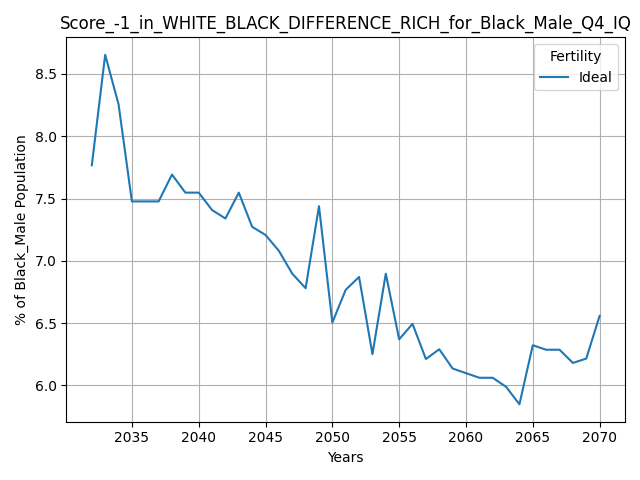 Score_-1_in_WHITE_BLACK_DIFFERENCE_RICH_for_Black_Male_Q4_IQ
Fertility
Ideal
% of Black_Male Population
8.5
8.0
7.5
7.0
6.5
6.0
2035 2040 2045 2050 2055 2060 2065 2070
Years